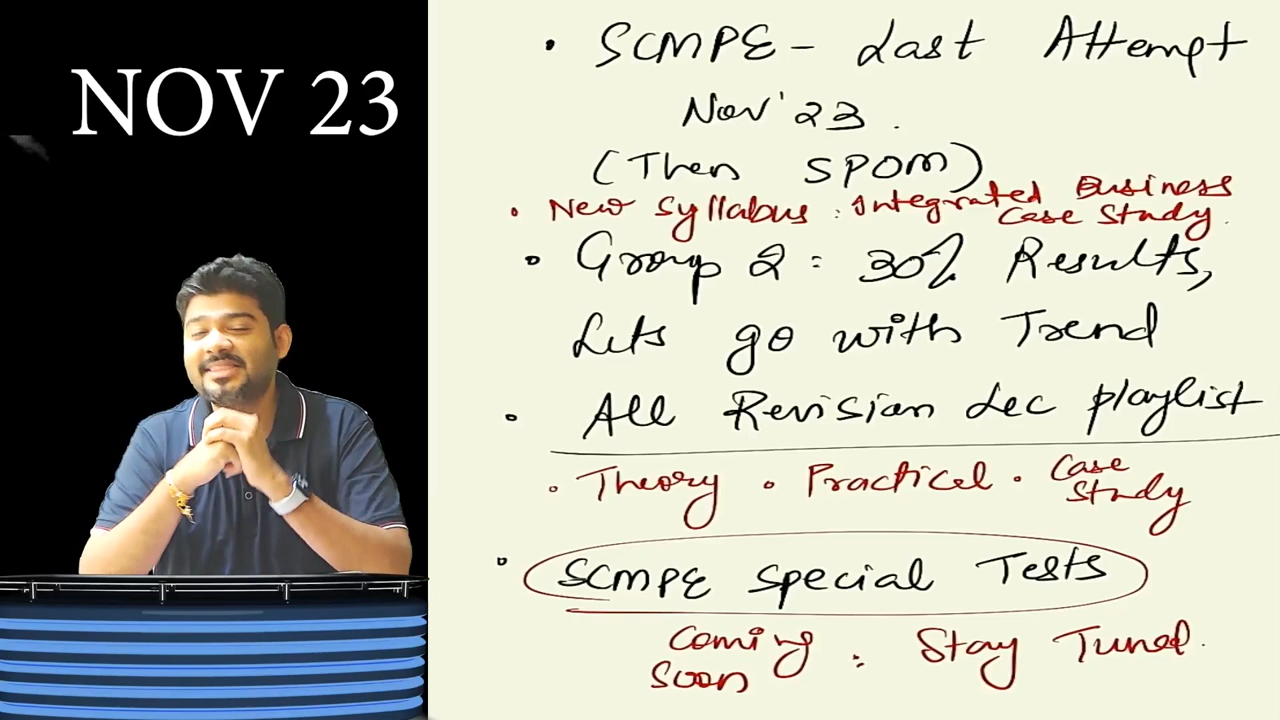 NOV 23
• SCMPE - Last Attempt
Nov' 23.
(Then SPOM)
• New Syllabus: Integrated Business
Case Study.
• Group 2: 30% Results,
Lets go with Trend
• All Revision Lec playlist
• Theory • Practical • Case
Study
• SCMPE Special Tests
Coming : Stay Tuned.
Soon